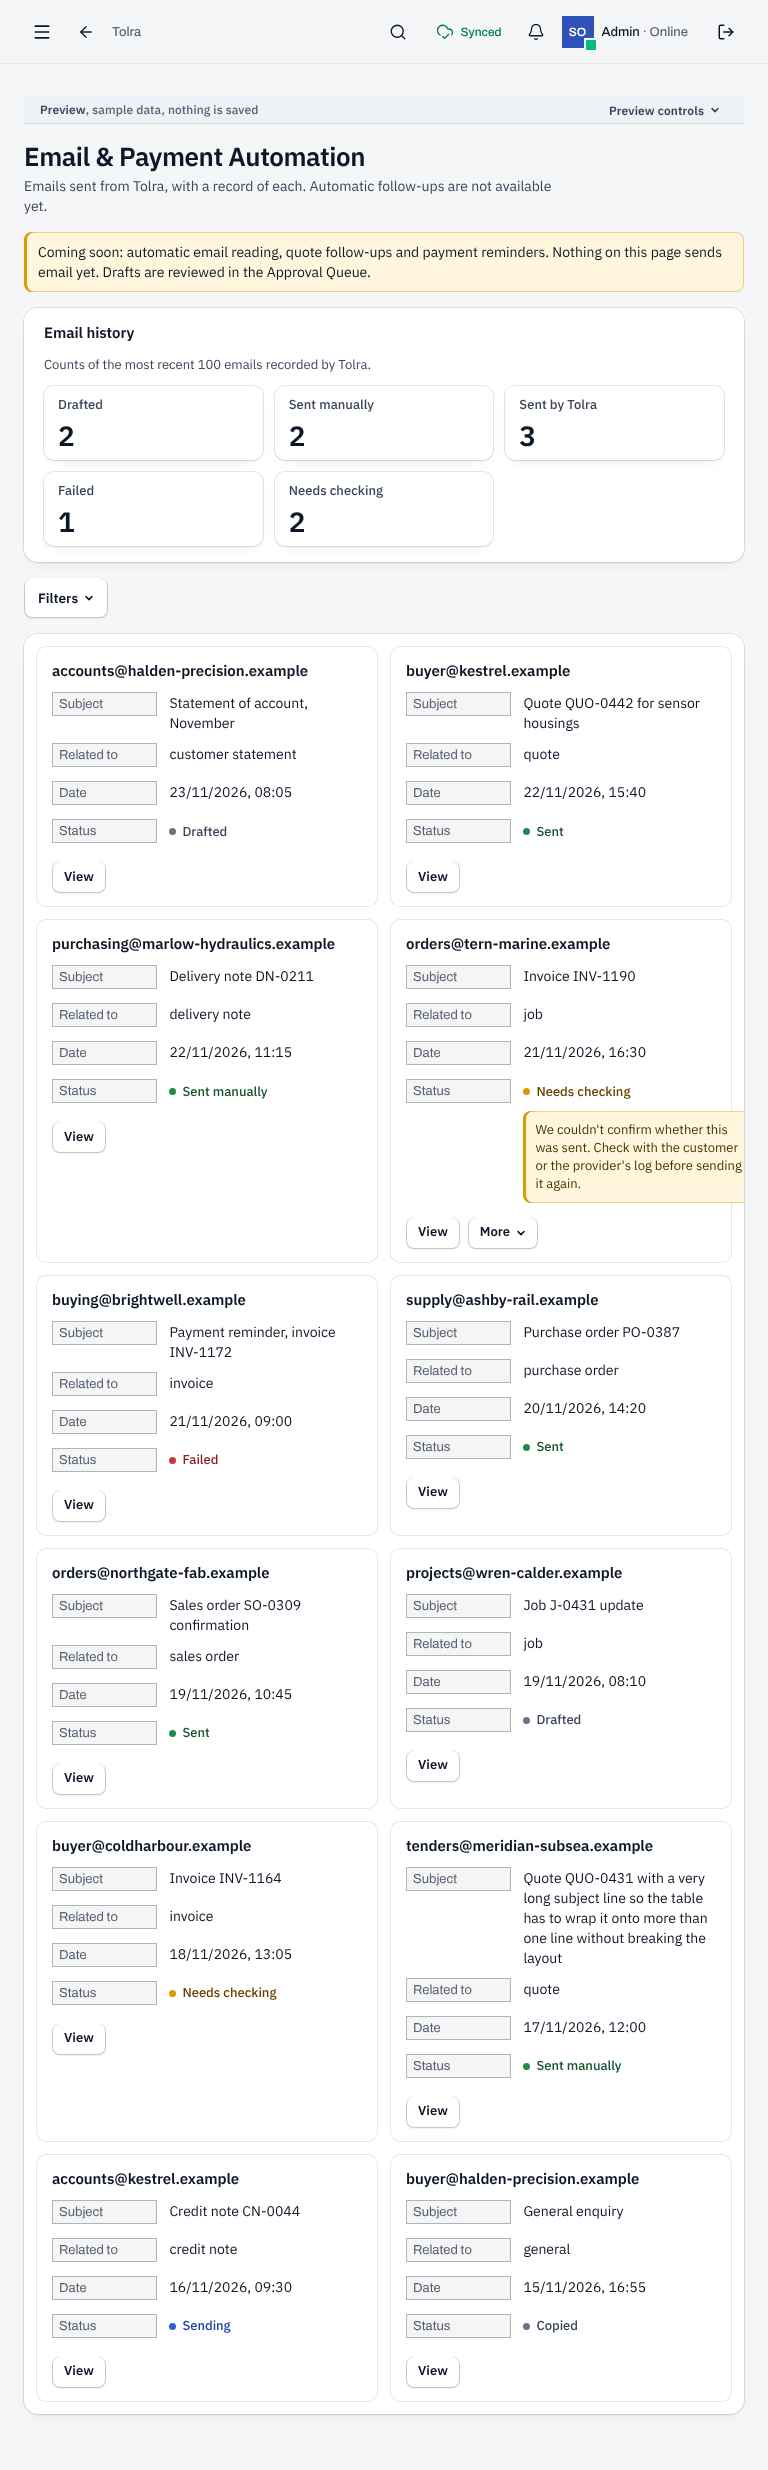 Tolra
Synced
SO
Admin · Online
Preview, sample data, nothing is saved
Preview controls
Email & Payment Automation
Emails sent from Tolra, with a record of each. Automatic follow-ups are not available
yet.
Coming soon: automatic email reading, quote follow-ups and payment reminders. Nothing on this page sends
email yet. Drafts are reviewed in the Approval Queue.
Email history
Counts of the most recent 100 emails recorded by Tolra.
Drafted
2
Sent manually
2
Sent by Tolra
3
Failed
1
Needs checking
2
Filters
accounts@halden-precision.example
Subject
Statement of account,
November
Related to
customer statement
Date
23/11/2026, 08:05
Status
Drafted
View
buyer@kestrel.example
Subject
Quote QUO-0442 for sensor
housings
Related to
quote
Date
22/11/2026, 15:40
Status
Sent
View
purchasing@marlow-hydraulics.example
Subject
Delivery note DN-0211
Related to
delivery note
Date
22/11/2026, 11:15
Status
Sent manually
View
orders@tern-marine.example
Subject
Invoice INV-1190
Related to
job
Date
21/11/2026, 16:30
Status
Needs checking
We couldn't confirm whether this
was sent. Check with the customer
or the provider's log before sending
it again.
View
More
buying@brightwell.example
Subject
Payment reminder, invoice
INV-1172
Related to
invoice
Date
21/11/2026, 09:00
Status
Failed
View
supply@ashby-rail.example
Subject
Purchase order PO-0387
Related to
purchase order
Date
20/11/2026, 14:20
Status
Sent
View
orders@northgate-fab.example
Subject
Sales order SO-0309
confirmation
Related to
sales order
Date
19/11/2026, 10:45
Status
Sent
View
projects@wren-calder.example
Subject
Job J-0431 update
Related to
job
Date
19/11/2026, 08:10
Status
Drafted
View
buyer@coldharbour.example
Subject
Invoice INV-1164
Related to
invoice
Date
18/11/2026, 13:05
Status
Needs checking
View
tenders@meridian-subsea.example
Subject
Quote QUO-0431 with a very
long subject line so the table
has to wrap it onto more than
one line without breaking the
layout
Related to
quote
Date
17/11/2026, 12:00
Status
Sent manually
View
accounts@kestrel.example
Subject
Credit note CN-0044
Related to
credit note
Date
16/11/2026, 09:30
Status
Sending
View
buyer@halden-precision.example
Subject
General enquiry
Related to
general
Date
15/11/2026, 16:55
Status
Copied
View